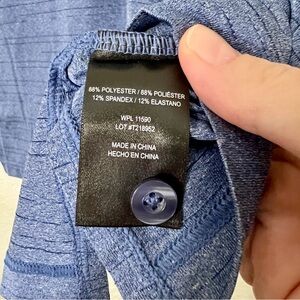 88% POLYESTER / 88% POLIÉSTER
12% SPANDEX / 12% ELASTANO
WPL 11590
LOT #T218952
MADE IN CHINA
HECHO EN CHINA